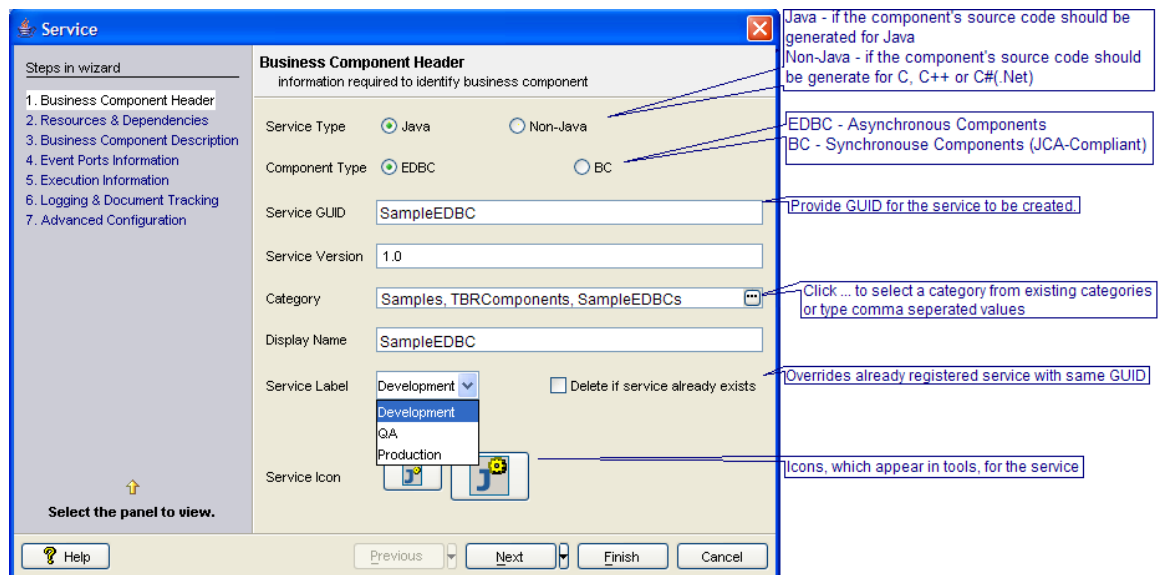 Service
Steps in wizard
1. Business Component Header
2. Resources & Dependencies
3. Business Component Description
4. Event Ports Information
5. Execution Information
6. Logging & Document Tracking
7. Advanced Configuration
Select the panel to view.
Business Component Header
information required to identify business component
Service Type Java Non-Java
Component Type EDBC BC
Service GUID SampleEDBC
Service Version 1.0
Category Samples, TBRComponents, SampleEDBCs ...
Display Name SampleEDBC
Service Label Development Delete if service already exists
Development
QA
Production
Service Icon
Help Previous Next Finish Cancel
Java - if the component's source code should be
generated for Java
Non-Java - if the component's source code should
be generate for C, C++ or C#(.Net)
EDBC - Asynchronous Components
BC - Synchronouse Components (JCA-Compliant)
Provide GUID for the service to be created.
Click ... to select a category from existing categories
or type comma seperated values
Overrides already registered service with same GUID
Icons, which appear in tools, for the service